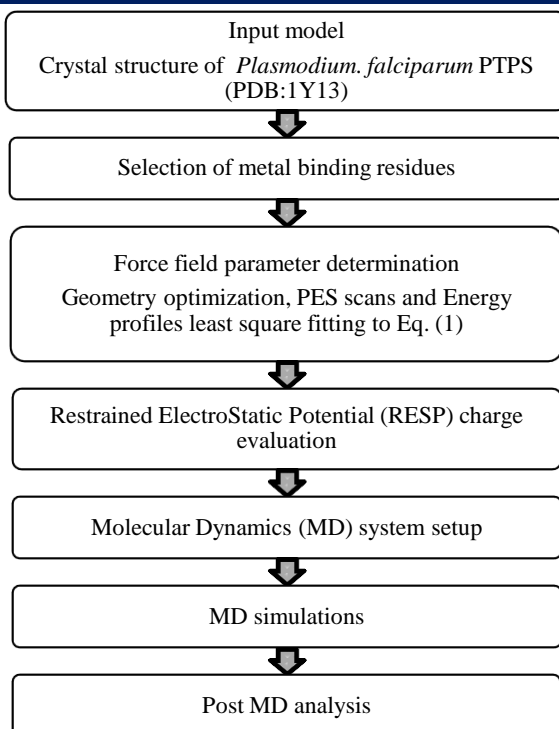 Input model
Crystal structure of Plasmodium. falciparum PTPS
(PDB:1Y13)
Selection of metal binding residues
Force field parameter determination
Geometry optimization, PES scans and Energy
profiles least square fitting to Eq. (1)
Restrained ElectroStatic Potential (RESP) charge
evaluation
Molecular Dynamics (MD) system setup
MD simulations
Post MD analysis